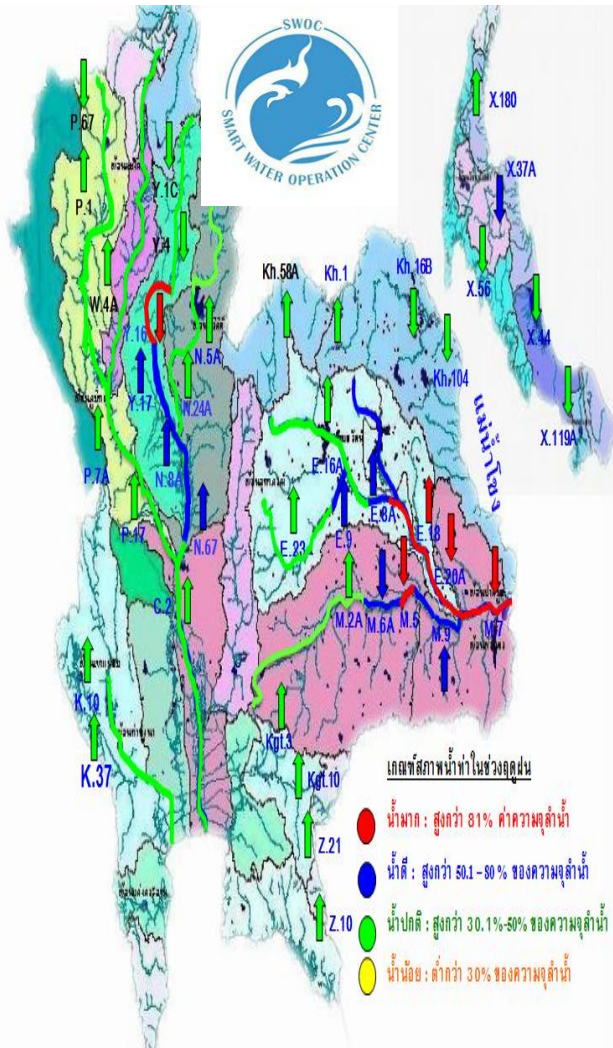 SWOC
SMART WATER OPERATION CENTER
X.180
X.37A
X.56
X.44
X.119A
P.67
P.1
Y.1C
Y.4
W.4A
Y.16
N.5A
Y.17
N.24A
N.8A
P.7A
P.17
N.67
C.2
K.10
K.37
Kh.58A
Kh.1
Kh.16B
Kh.104
แม่น้ำโขง
E.16A
E.8A
E.23
E.9
E.18
E.20A
M.2A
M.6A
M.5
M.9
M.7
Kgt.3
Kgt.10
Z.21
Z.10
เกณฑ์สภาพน้ำท่าในช่วงฤดูฝน
น้ำมาก : สูงกว่า 81% ค่าความจุลำน้ำ
น้ำดี : สูงกว่า 50.1-80 % ของความจุลำน้ำ
น้ำปกติ : สูงกว่า 30.1%-50% ของความจุลำน้ำ
น้ำน้อย : ต่ำกว่า 30% ของความจุลำน้ำ